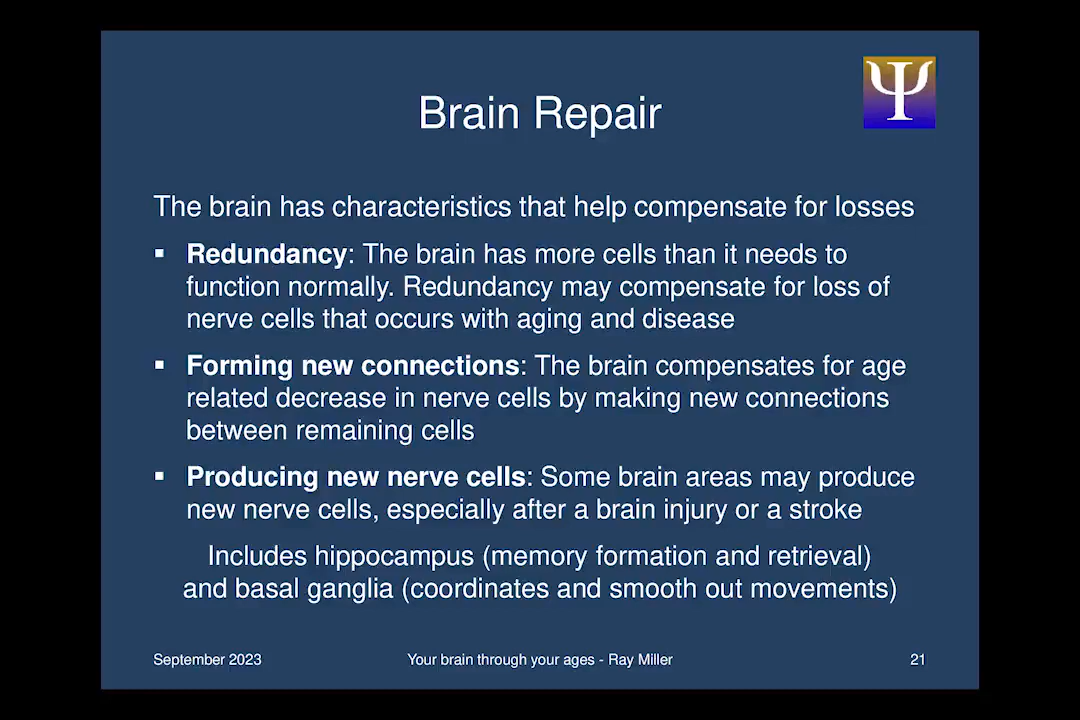 Ψ
Brain Repair
The brain has characteristics that help compensate for losses
▪ Redundancy: The brain has more cells than it needs to
function normally. Redundancy may compensate for loss of
nerve cells that occurs with aging and disease
▪ Forming new connections: The brain compensates for age
related decrease in nerve cells by making new connections
between remaining cells
▪ Producing new nerve cells: Some brain areas may produce
new nerve cells, especially after a brain injury or a stroke
Includes hippocampus (memory formation and retrieval)
and basal ganglia (coordinates and smooth out movements)
September 2023
Your brain through your ages - Ray Miller
21